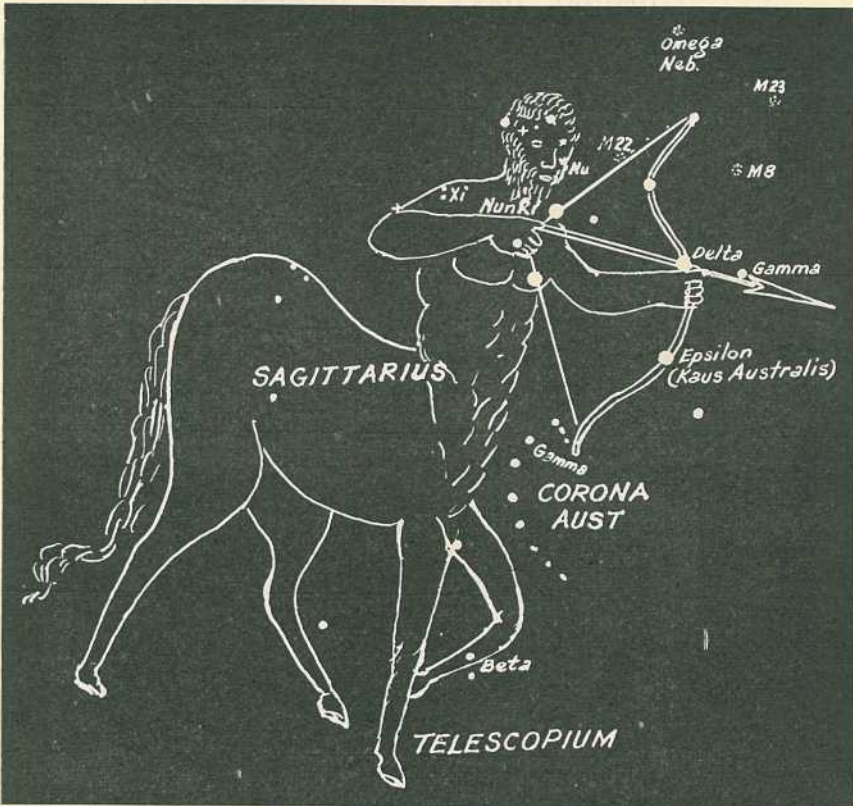 Omega
Neb.
M23
M22
M8
Nu
Xi
NunKi
Delta
Gamma
SAGITTARIUS
Epsilon
(Kaus Australis)
Gamma
CORONA
AUST
Beta
TELESCOPIUM